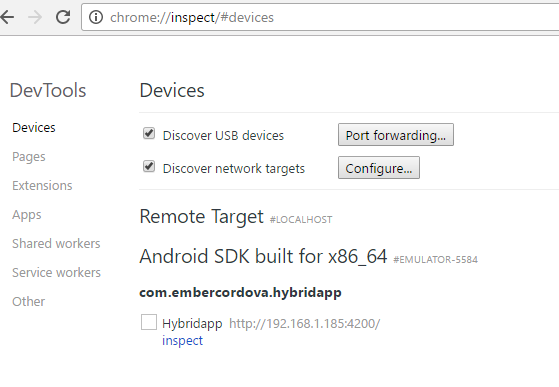 chrome://inspect/#devices
DevTools
Devices
Pages
Extensions
Apps
Shared workers
Service workers
Other
Devices
Discover USB devices
Port forwarding...
Discover network targets
Configure...
Remote Target #LOCALHOST
Android SDK built for x86_64 #EMULATOR-5584
com.embercordova.hybridapp
Hybridapp http://192.168.1.185:4200/
inspect